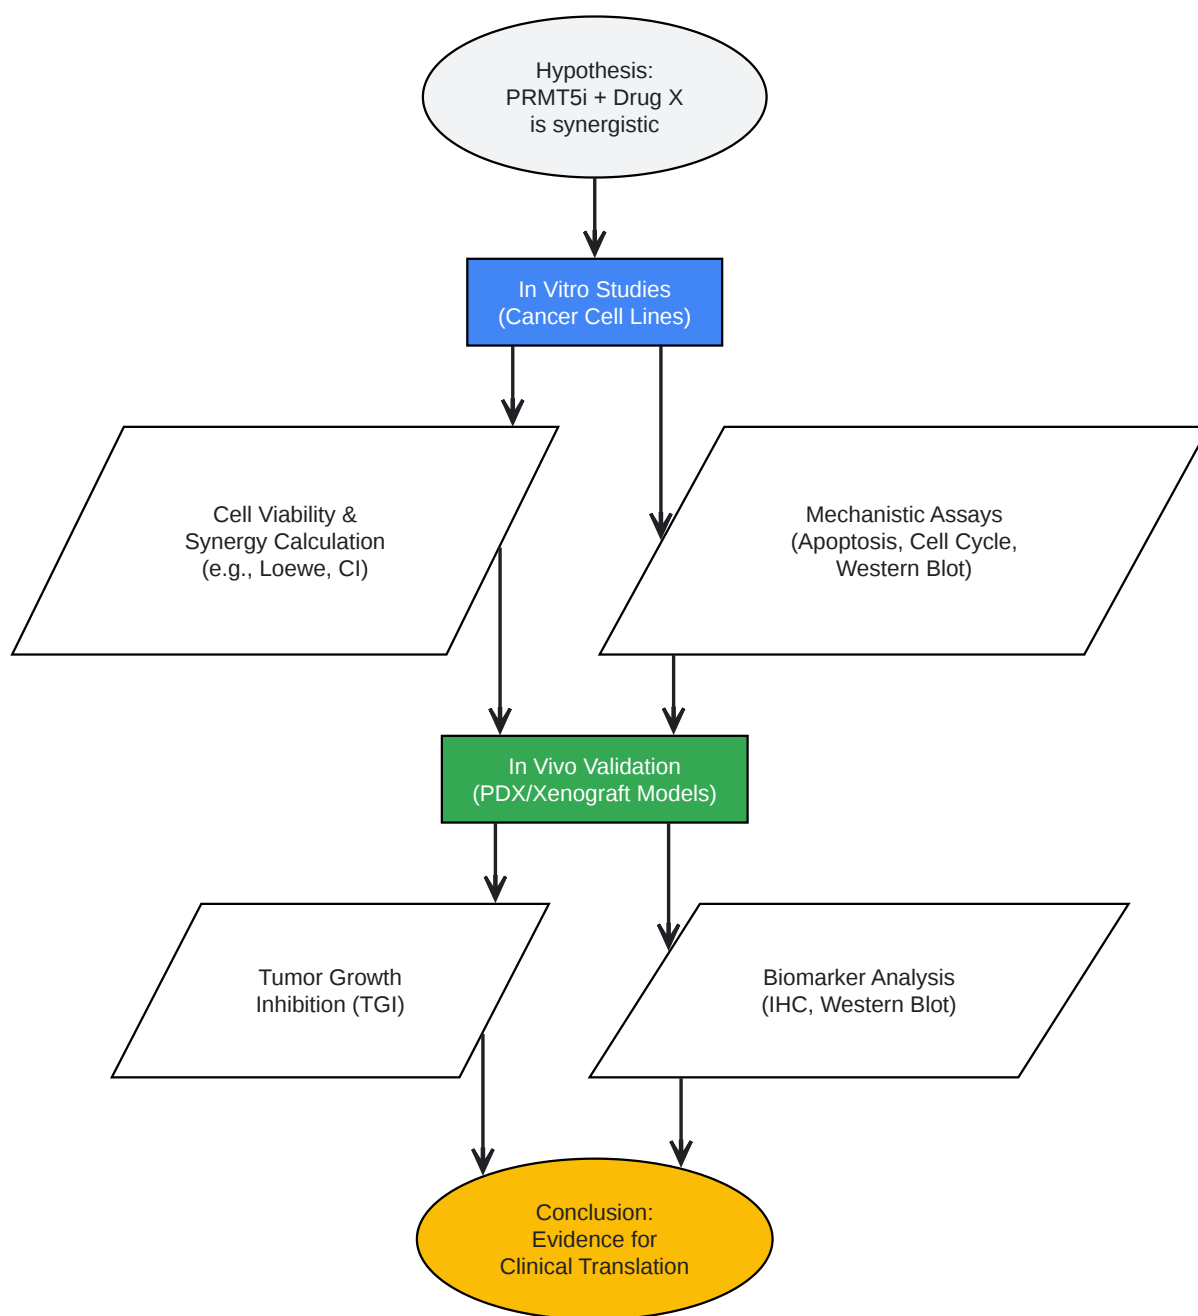 Hypothesis:
PRMT5i + Drug X
is synergistic
In Vitro Studies
(Cancer Cell Lines)
Cell Viability &
Synergy Calculation
(e.g., Loewe, CI)
Mechanistic Assays
(Apoptosis, Cell Cycle,
Western Blot)
In Vivo Validation
(PDX/Xenograft Models)
Tumor Growth
Inhibition (TGI)
Biomarker Analysis
(IHC, Western Blot)
Conclusion:
Evidence for
Clinical Translation